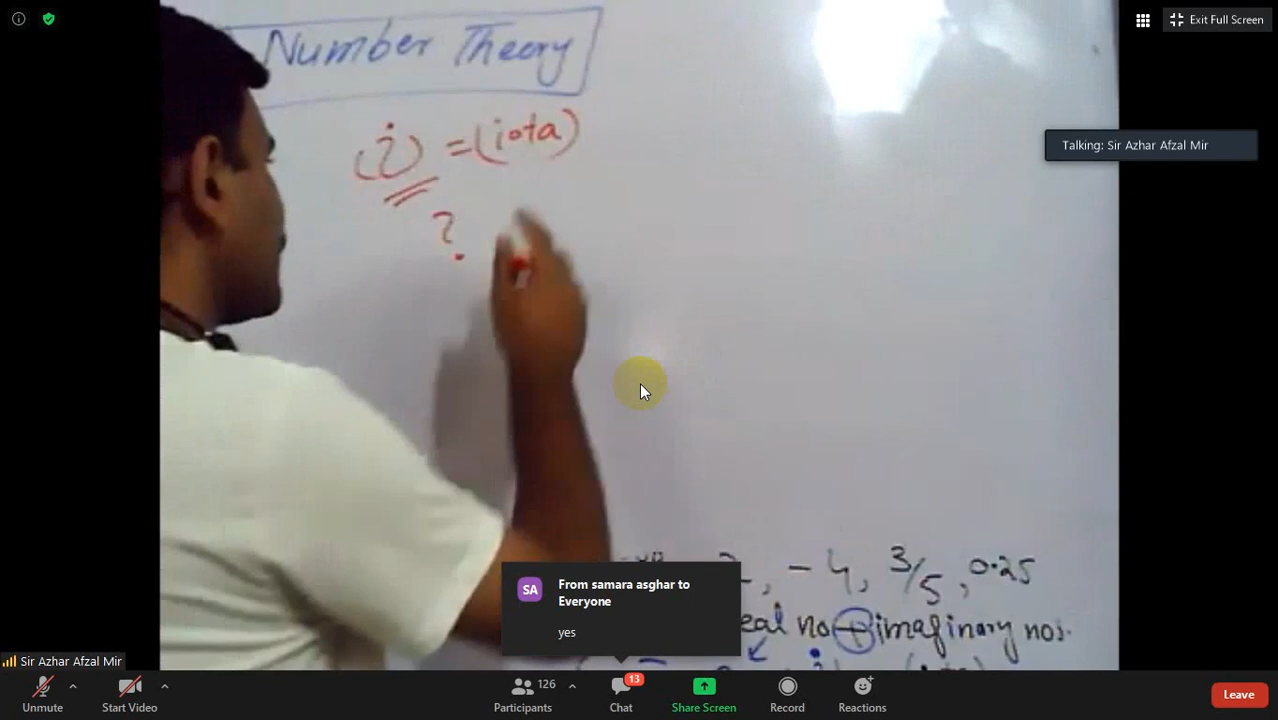 Exit Full Screen
Number Theory
i = (iota)
?
Talking: Sir Azhar Afzal Mir
, - 4, 3/5, 0.25
real no + imaginary nos.
SA
From samara asghar to
Everyone
yes
Sir Azhar Afzal Mir
Unmute
Start Video
126
Participants
13
Chat
Share Screen
Record
Reactions
Leave